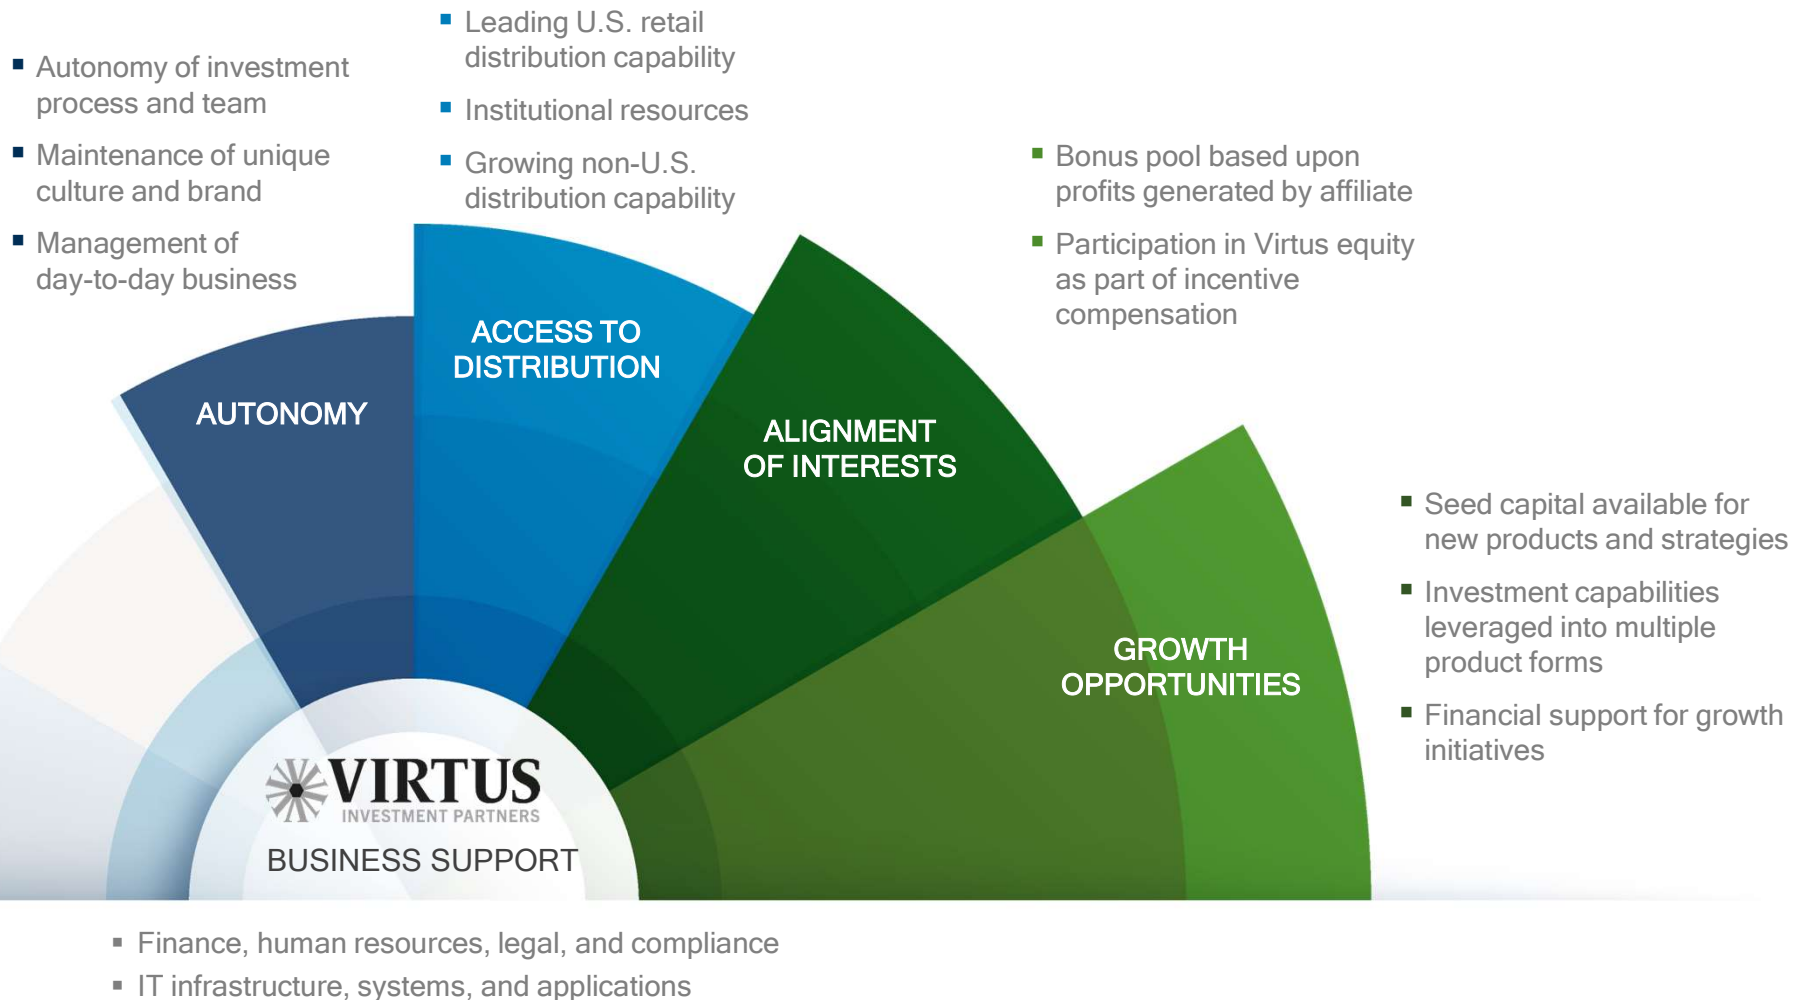 Autonomy of investment
process and team
Maintenance of unique
culture and brand
Management of
day-to-day business
Leading U.S. retail
distribution capability
Institutional resources
Growing non-U.S.
distribution capability
Bonus pool based upon
profits generated by affiliate
Participation in Virtus equity
as part of incentive
compensation
Seed capital available for
new products and strategies
Investment capabilities
leveraged into multiple
product forms
Financial support for growth
initiatives
AUTONOMY
ACCESS TO
DISTRIBUTION
ALIGNMENT
OF INTERESTS
GROWTH
OPPORTUNITIES
VIRTUS
INVESTMENT PARTNERS
BUSINESS SUPPORT
Finance, human resources, legal, and compliance
IT infrastructure, systems, and applications